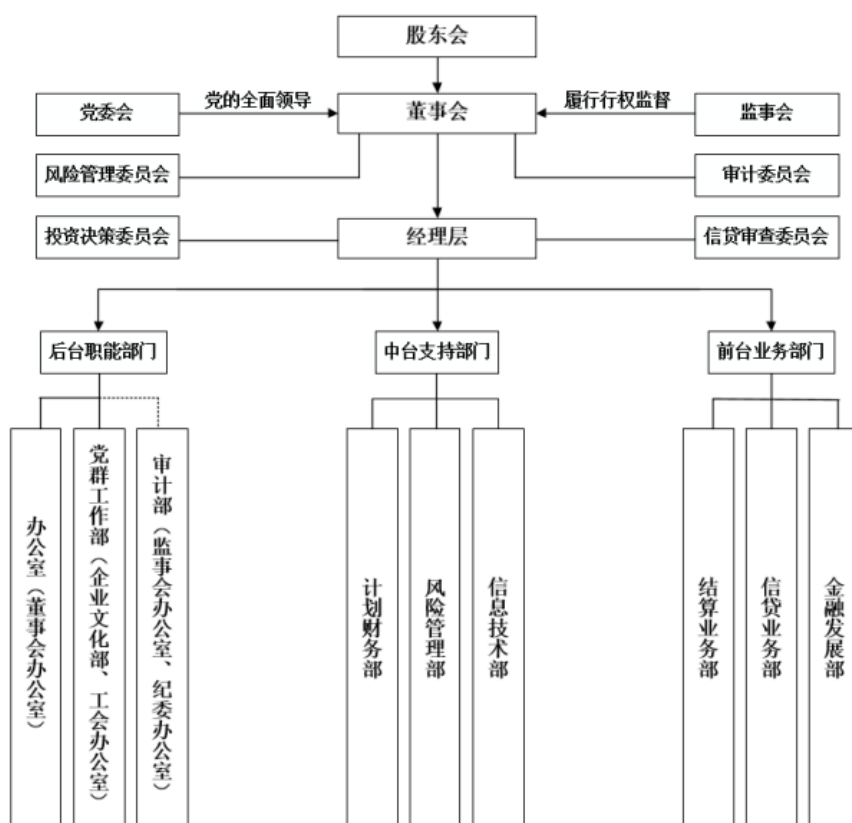 股东会
党委会
党的全面领导
董事会
履行行权监督
监事会
风险管理委员会
审计委员会
投资决策委员会
经理层
信贷审查委员会
后台职能部门
中台支持部门
前台业务部门
办公室（董事会办公室）
党群工作部（企业文化部、工会办公室）
审计部（监事会办公室、纪委办公室）
计划财务部
风险管理部
信息技术部
结算业务部
信贷业务部
金融发展部